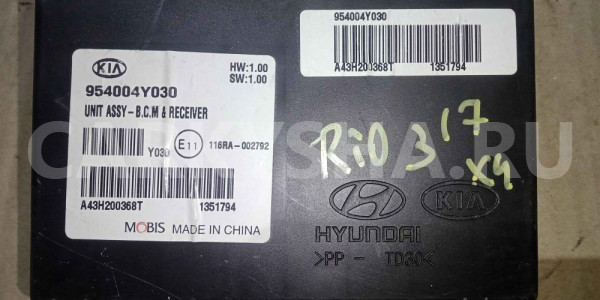 KIA
HW:1.00
SW:1.00
954004Y030
UNIT ASSY-B.C.M & RECEIVER
Y030
E11
116RA-002792
A43H200368T 1351794
MOBIS MADE IN CHINA
954004Y030
A43H200368T 1351794
RiO 3 '17
X4
HYUNDAI
KIA
>PP - TD30<